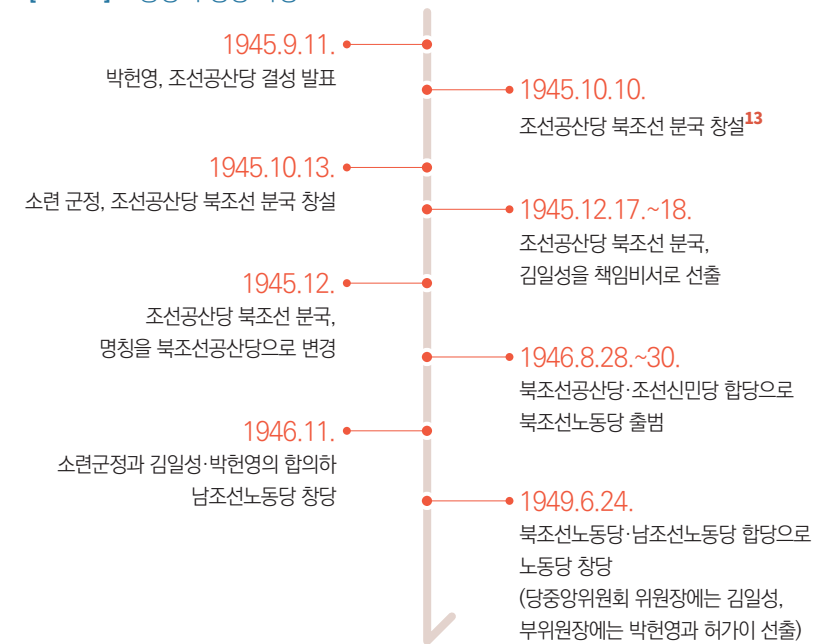 1945.9.11.
박헌영, 조선공산당 결성 발표
1945.10.10.
조선공산당 북조선 분국 창설13
1945.10.13.
소련 군정, 조선공산당 북조선 분국 창설
1945.12.17.~18.
조선공산당 북조선 분국,
김일성을 책임비서로 선출
1945.12.
조선공산당 북조선 분국,
명칭을 북조선공산당으로 변경
1946.8.28.~30.
북조선공산당·조선신민당 합당으로
북조선노동당 출범
1946.11.
소련군정과 김일성·박헌영의 합의하
남조선노동당 창당
1949.6.24.
북조선노동당·남조선노동당 합당으로
노동당 창당
(당중앙위원회 위원장에는 김일성,
부위원장에는 박헌영과 허가이 선출)